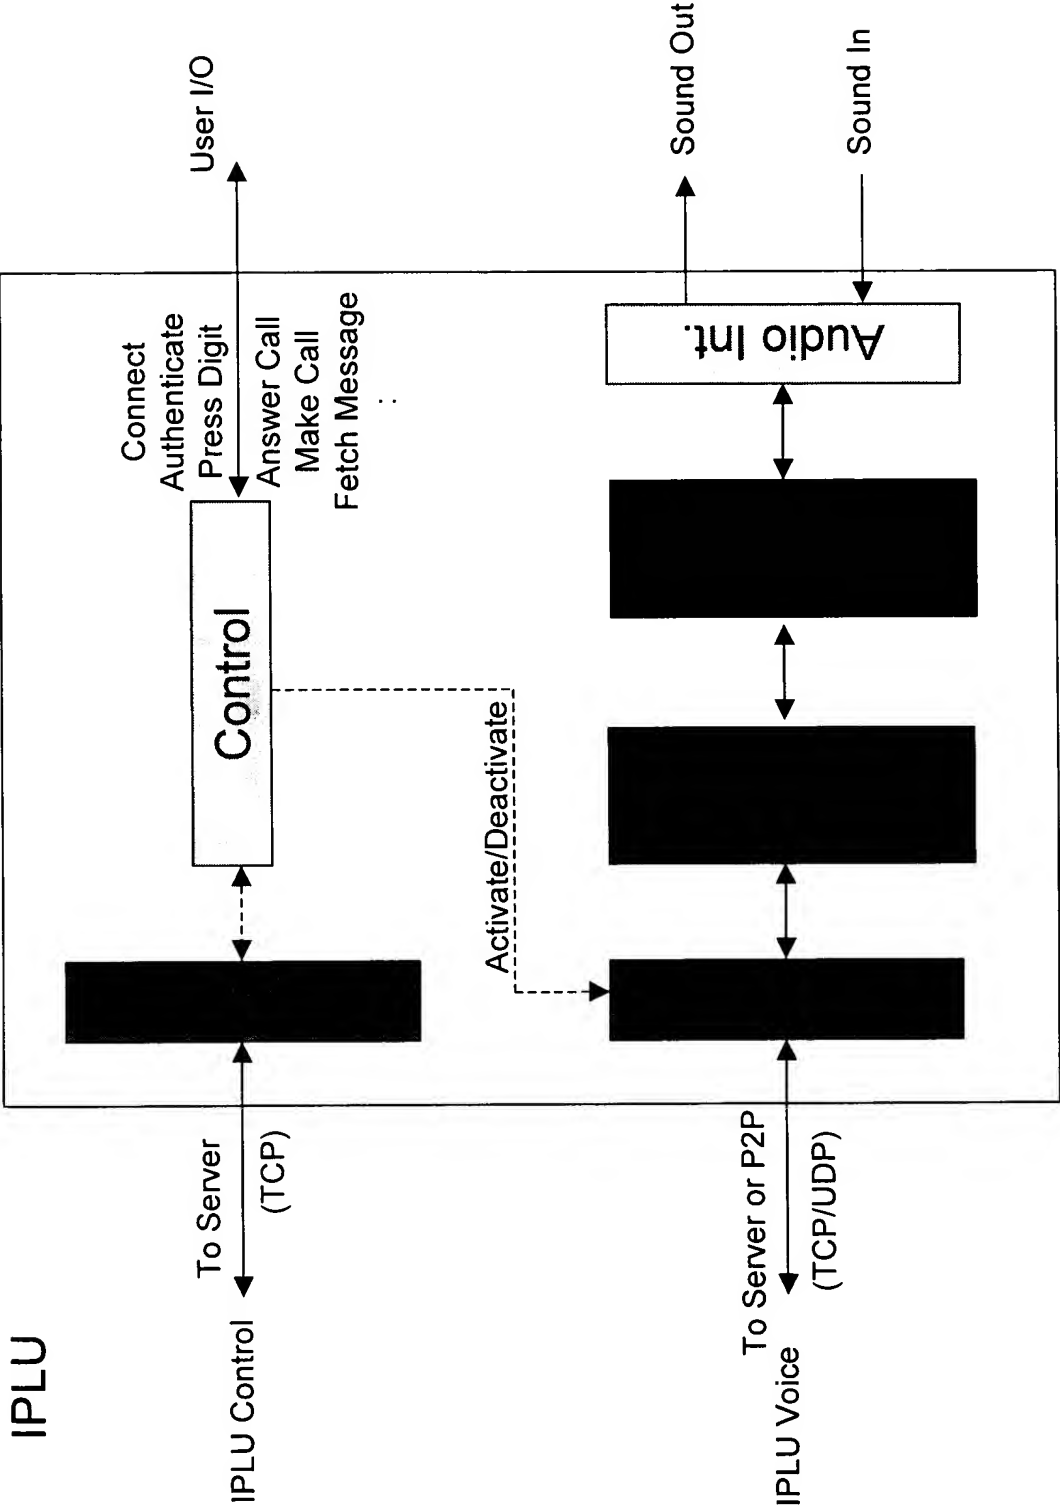 IPLU
IPLU Control
To Server
(TCP)
Control
Connect
Authenticate
Press Digit
Answer Call
Make Call
Fetch Message
:
User I/O
Activate/Deactivate
IPLU Voice
To Server or P2P
(TCP/UDP)
Audio Int.
Sound Out
Sound In